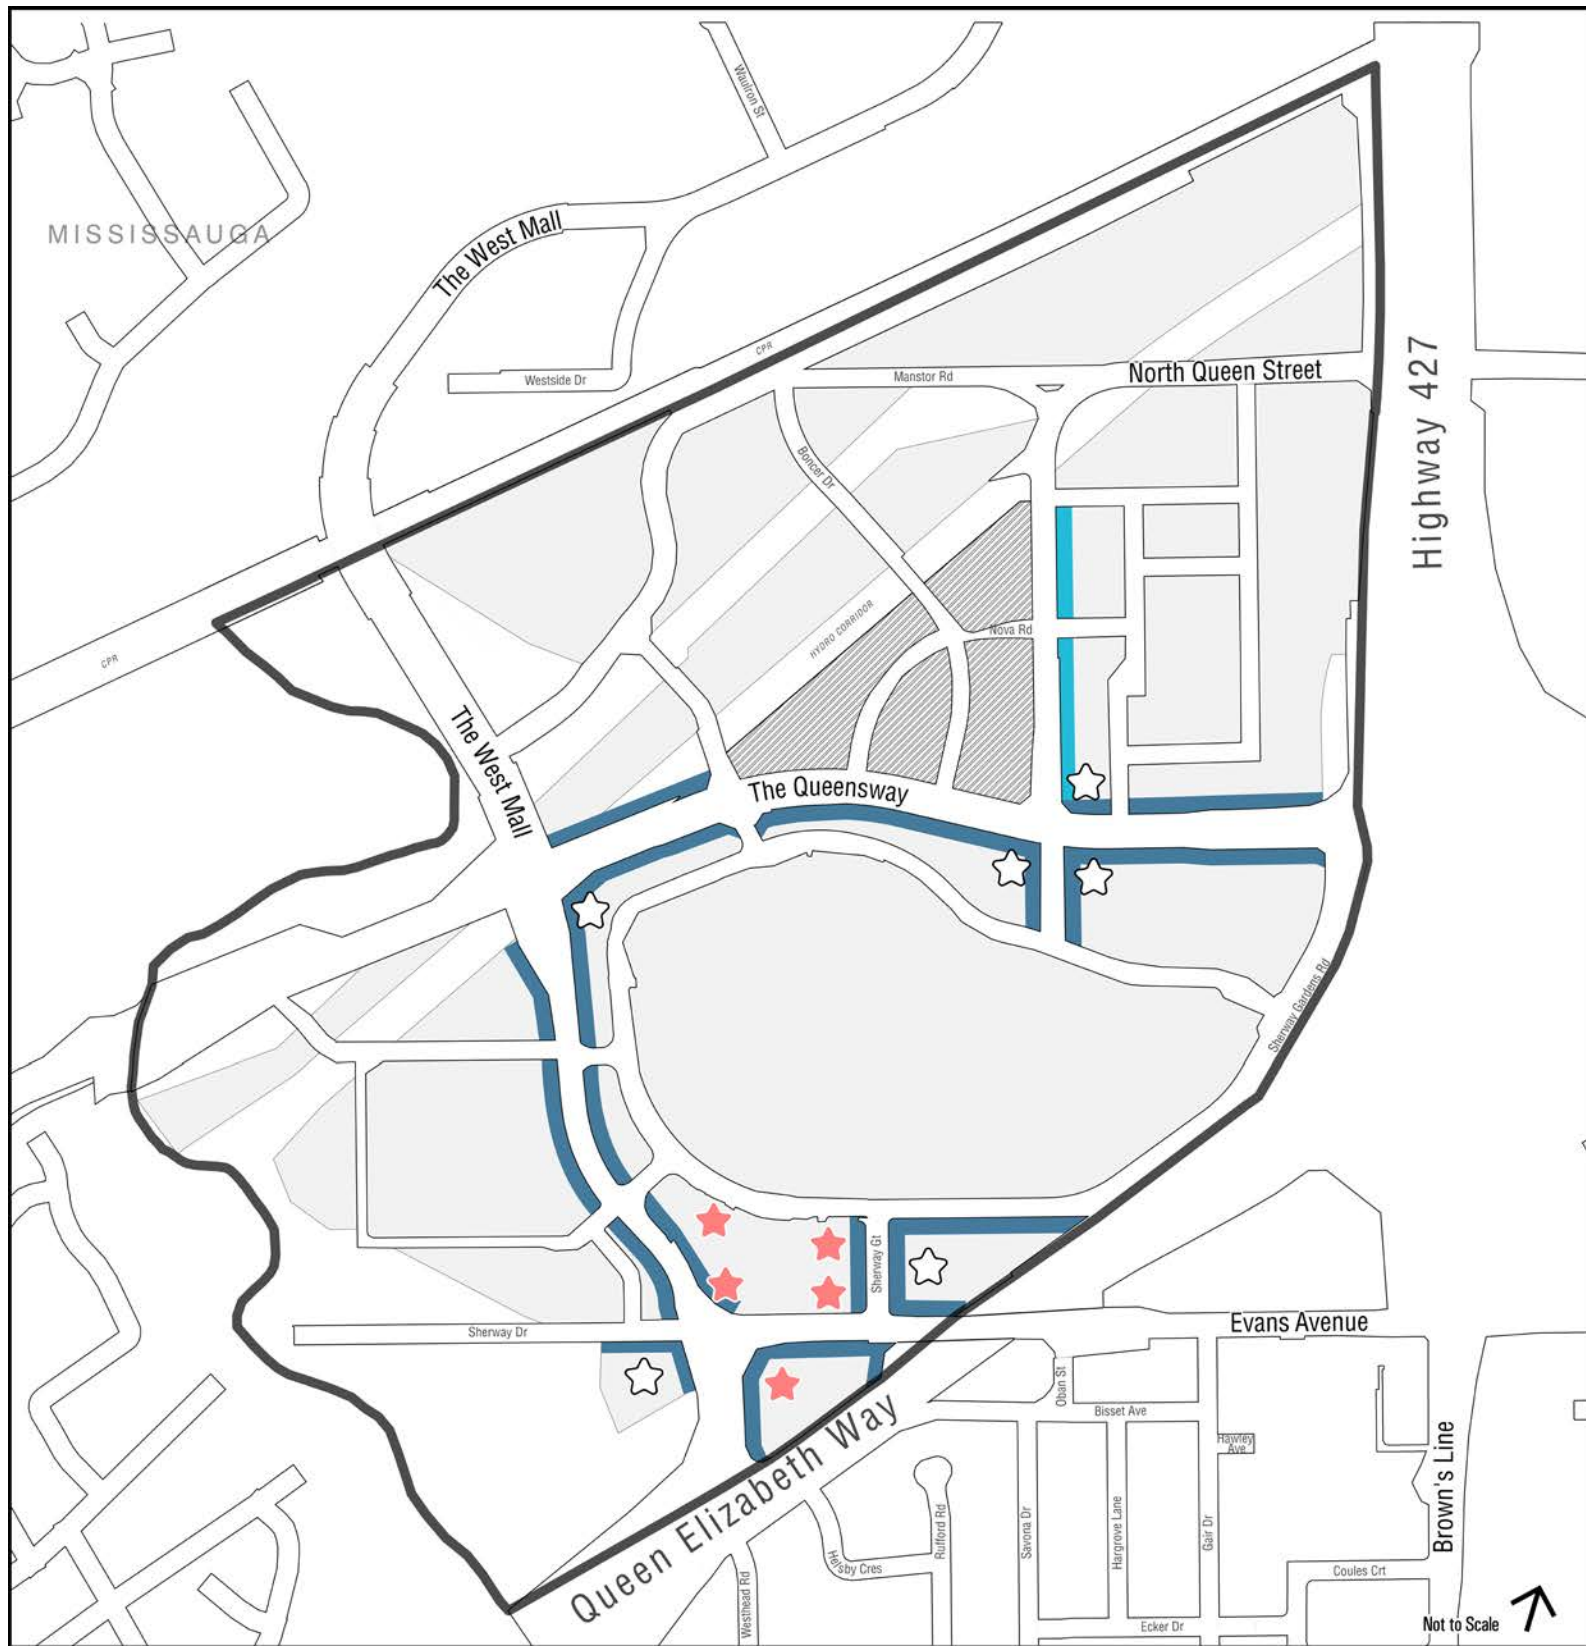 Waulron St
MISSISSAUGA
The West Mall
CPR
Westside Dr
Manstor Rd
North Queen Street
Highway 427
Boncer Dr
HYDRO CORRIDOR
Nova Rd
CPR
The West Mall
The Queensway
Sherway Gardens Rd
Sherway Gt
Sherway Dr
Evans Avenue
Oban St
Bisset Ave
Hawley
Ave
Queen Elizabeth Way
Brown's Line
Rufford Rd
Savona Dr
Hargrove Lane
Gair Dr
Helsby Cres
Westhead Rd
Coules Crt
Ecker Dr
Not to Scale